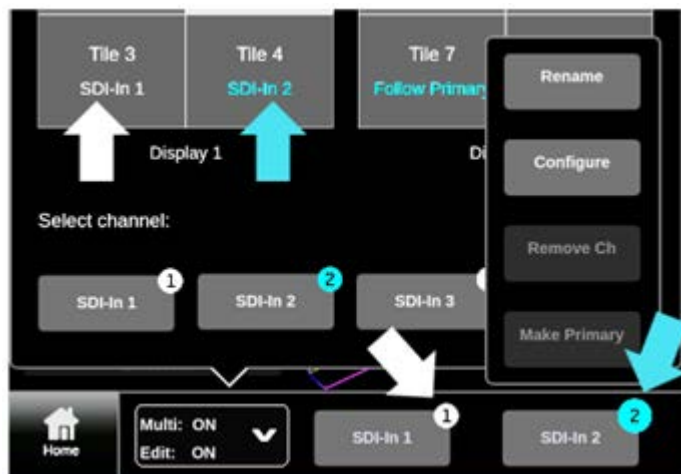 Tile 3
SDI-In 1
Tile 4
SDI-In 2
Tile 7
Follow Primary
Display 1
Di
Select channel:
SDI-In 1
1
SDI-In 2
2
SDI-In 3
Rename
Configure
Remove Ch
Make Primary
Home
Multi: ON
Edit: ON
SDI-In 1
1
SDI-In 2
2